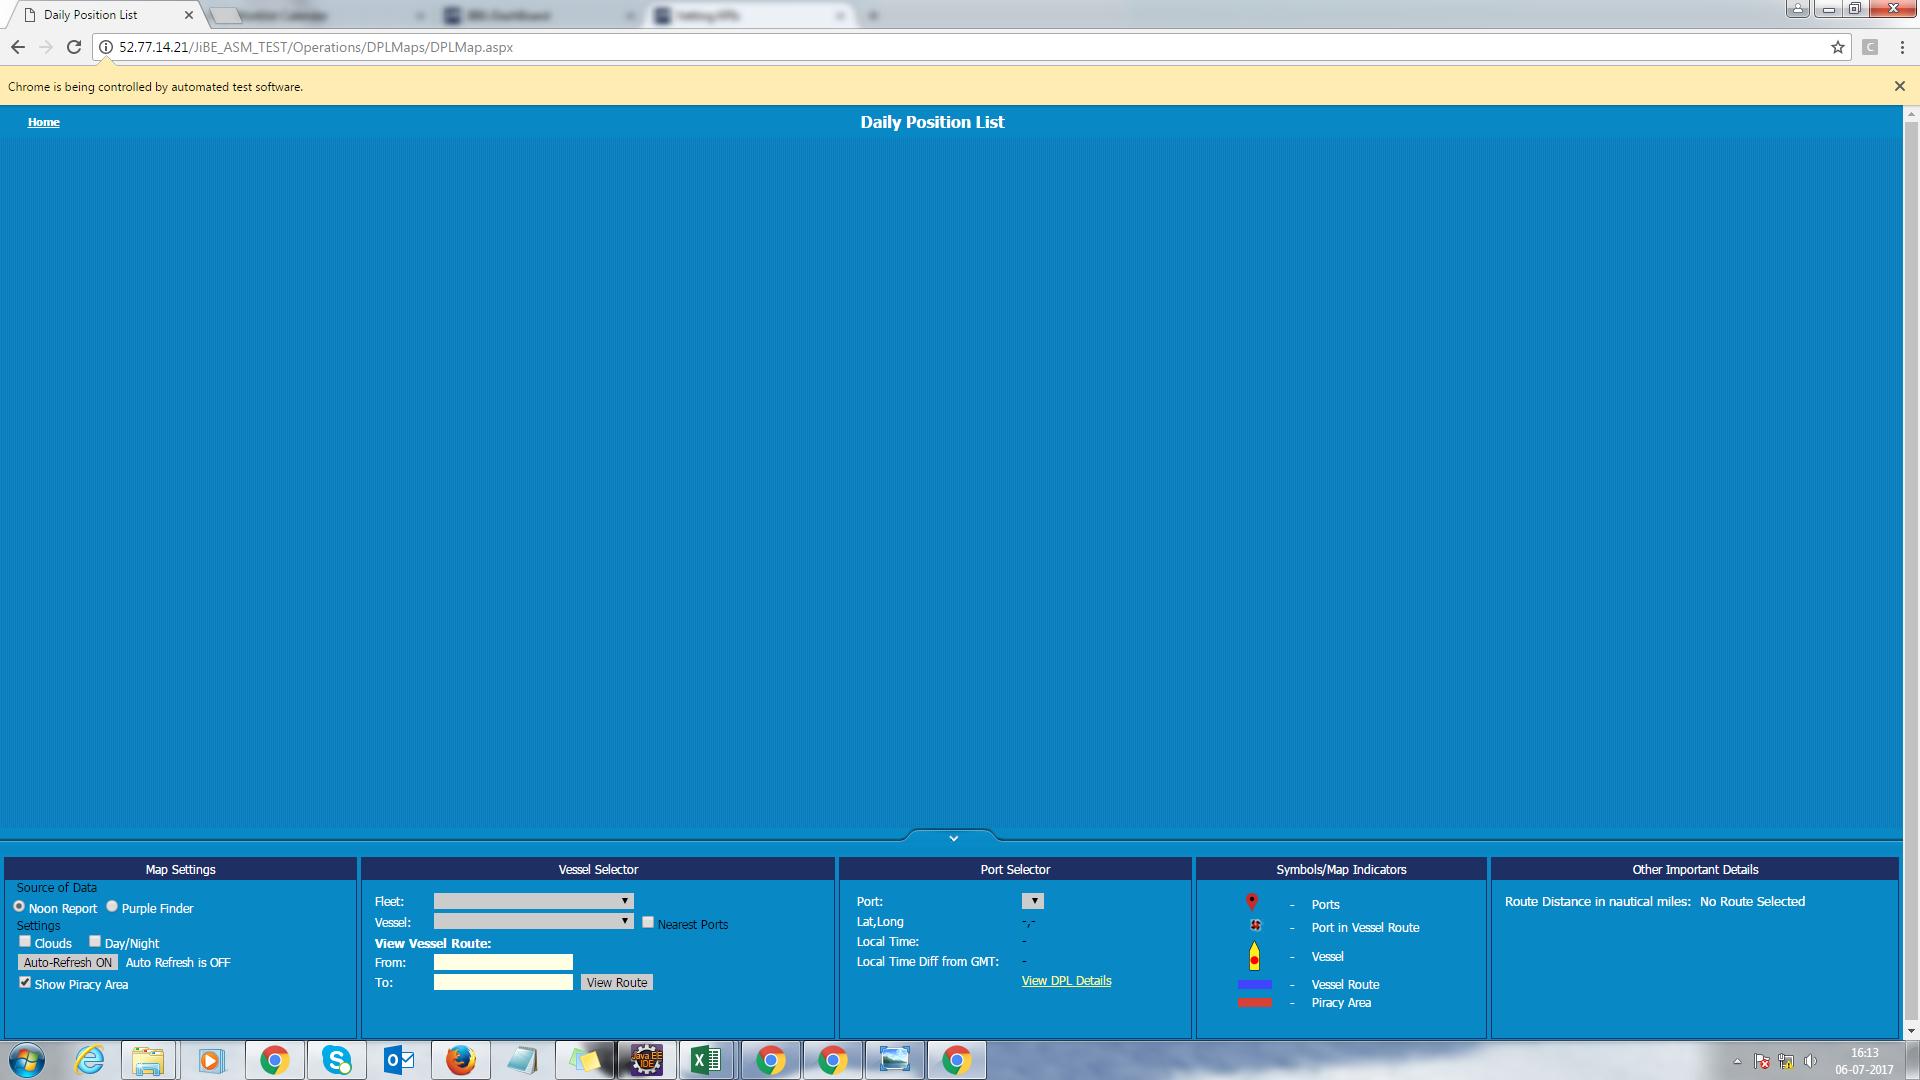 Daily Position List
52.77.14.21/JiBE_ASM_TEST/Operations/DPLMaps/DPLMap.aspx
C
Chrome is being controlled by automated test software.
Home
Daily Position List
Map Settings
Source of Data
Noon Report Purple Finder
Settings
Clouds Day/Night
Auto-Refresh ON Auto Refresh is OFF
Show Piracy Area
Vessel Selector
Fleet:
Vessel: Nearest Ports
View Vessel Route:
From:
To: View Route
Port Selector
Port:
Lat,Long -,-
Local Time: -
Local Time Diff from GMT: -
View DPL Details
Symbols/Map Indicators
- Ports
- Port in Vessel Route
- Vessel
- Vessel Route
- Piracy Area
Other Important Details
Route Distance in nautical miles: No Route Selected
Java EE
IDE
16:13
06-07-2017